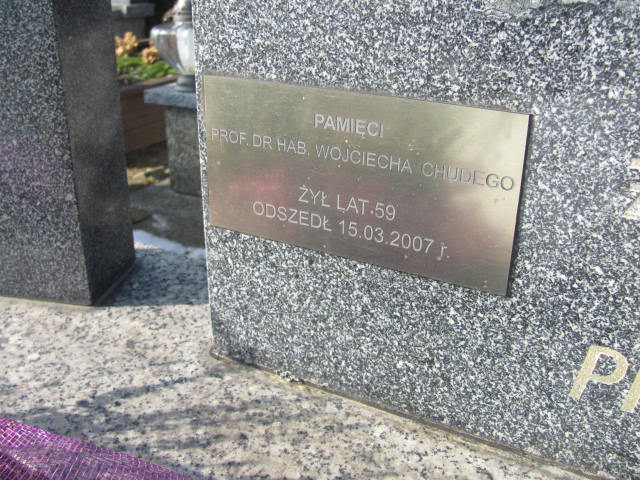 PAMIĘCI
PROF. DR HAB. WOJCIECHA CHUDEGO
ŻYŁ LAT 59
ODSZEDŁ 15.03.2007 r.